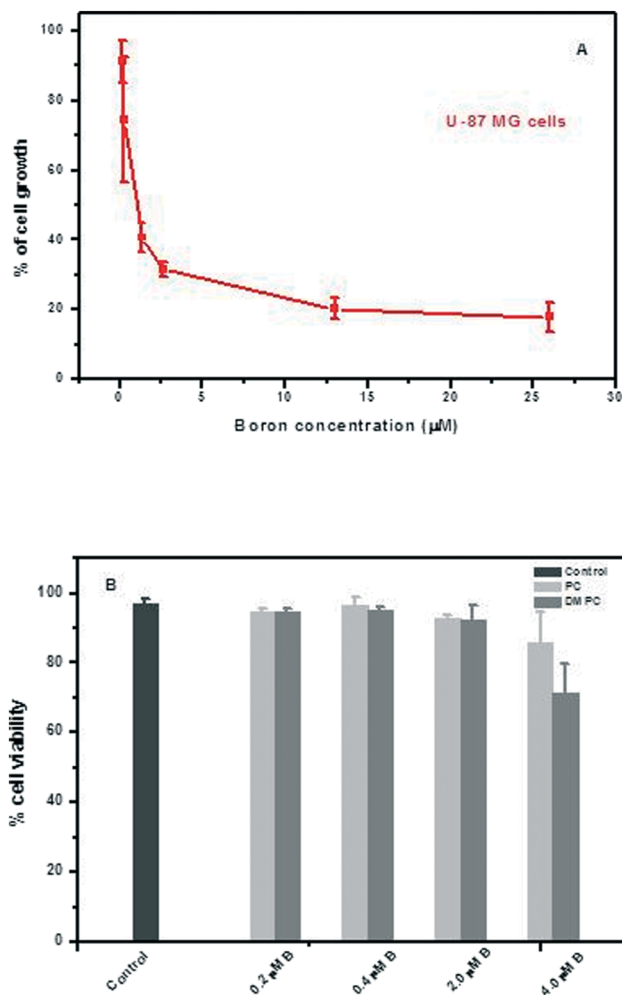 100
A
80
U-87 MG cells
60
% of cell growth
40
20
0
0 5 10 15 20 25 30
Boron concentration (μM)
B
Control
PC
DMPC
100
80
60
% cell viability
40
20
0
Control 0.2 μM B 0.4 μM B 2.0 μM B 4.0 μM B